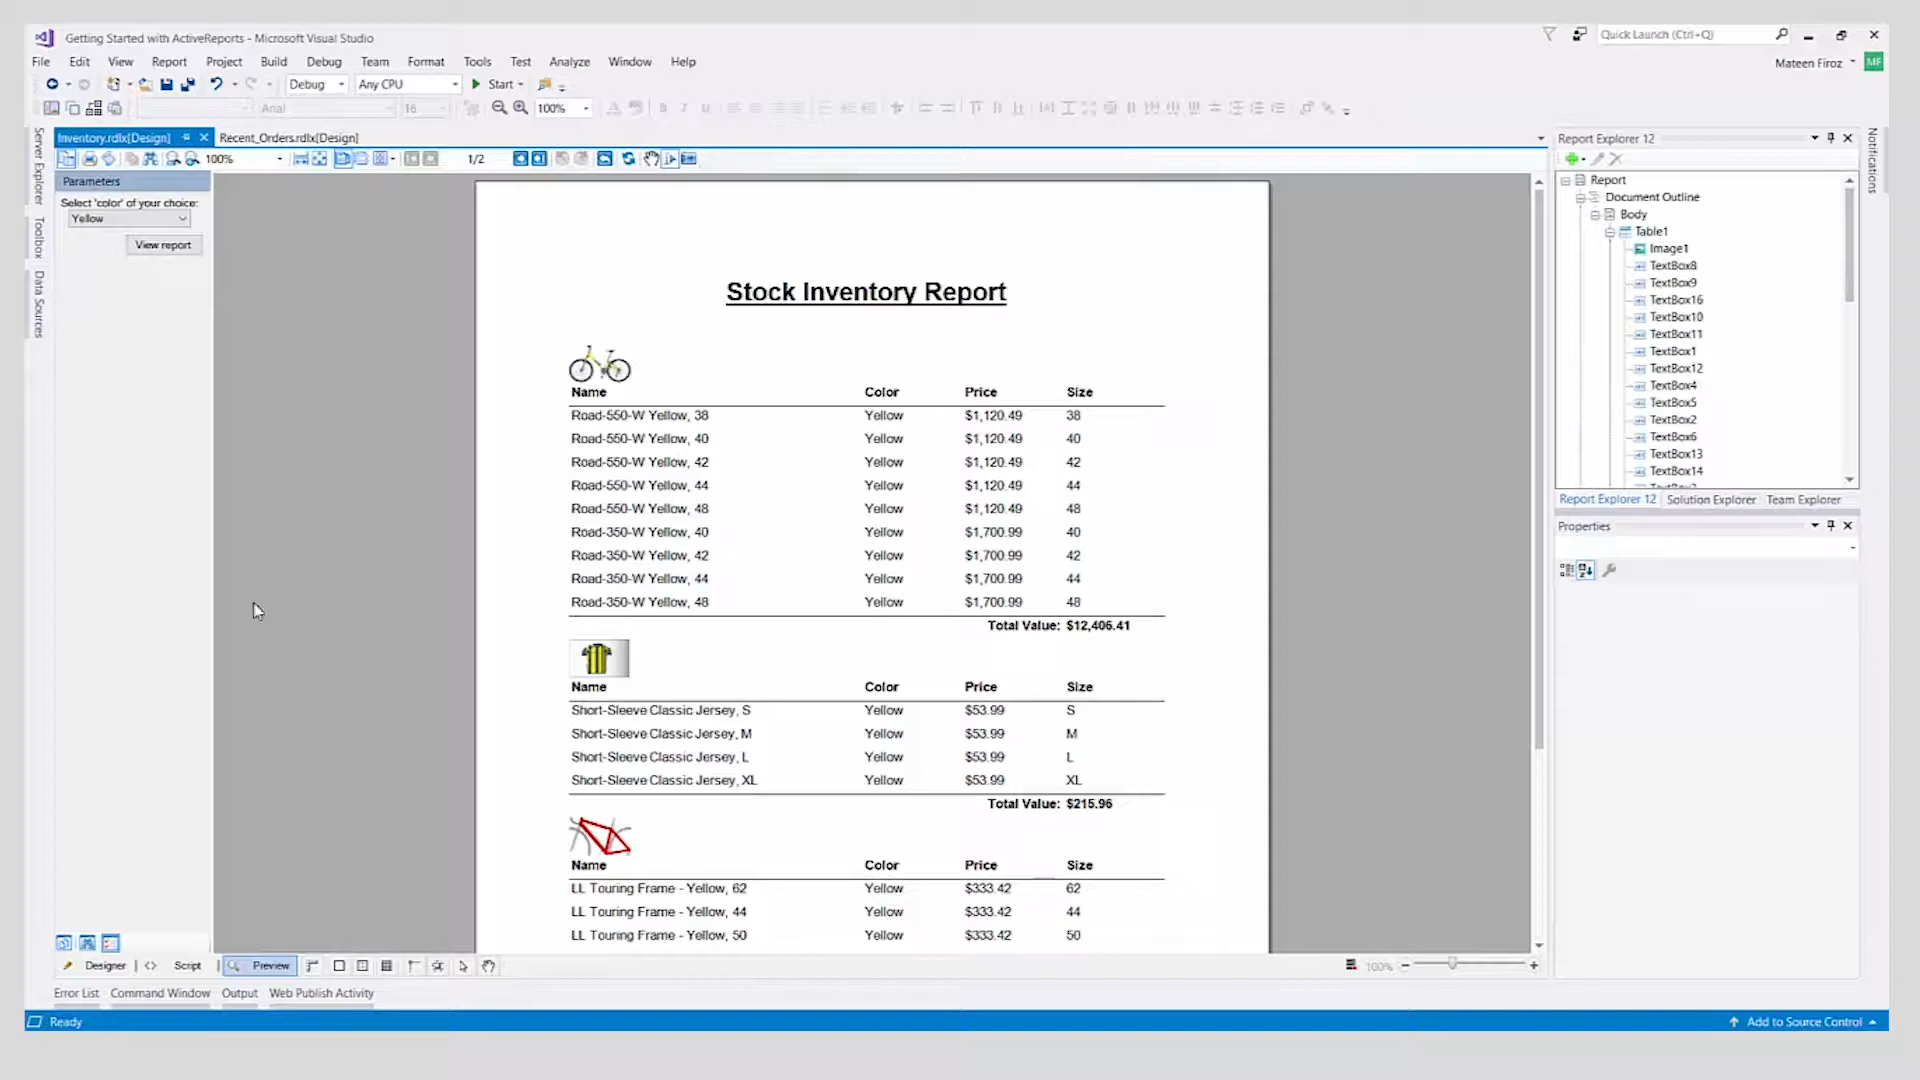 Getting Started with ActiveReports - Microsoft Visual Studio
Quick Launch (Ctrl+Q)
File Edit View Report Project Build Debug Team Format Tools Test Analyze Window Help
Mateen Firoz MF
Debug Any CPU Start
Arial 16 100%
Inventory.rdlx[Design] Recent_Orders.rdlx[Design]
100% 1/2
Server Explorer
Toolbox
Data Sources
Parameters
Select 'color' of your choice:
Yellow
View report
Stock Inventory Report
Name Color Price Size
Road-550-W Yellow, 38 Yellow $1,120.49 38
Road-550-W Yellow, 40 Yellow $1,120.49 40
Road-550-W Yellow, 42 Yellow $1,120.49 42
Road-550-W Yellow, 44 Yellow $1,120.49 44
Road-550-W Yellow, 48 Yellow $1,120.49 48
Road-350-W Yellow, 40 Yellow $1,700.99 40
Road-350-W Yellow, 42 Yellow $1,700.99 42
Road-350-W Yellow, 44 Yellow $1,700.99 44
Road-350-W Yellow, 48 Yellow $1,700.99 48
Total Value: $12,406.41
Name Color Price Size
Short-Sleeve Classic Jersey, S Yellow $53.99 S
Short-Sleeve Classic Jersey, M Yellow $53.99 M
Short-Sleeve Classic Jersey, L Yellow $53.99 L
Short-Sleeve Classic Jersey, XL Yellow $53.99 XL
Total Value: $215.96
Name Color Price Size
LL Touring Frame - Yellow, 62 Yellow $333.42 62
LL Touring Frame - Yellow, 44 Yellow $333.42 44
LL Touring Frame - Yellow, 50 Yellow $333.42 50
Report Explorer 12
Report
Document Outline
Body
Table1
Image1
TextBox8
TextBox9
TextBox16
TextBox10
TextBox11
TextBox1
TextBox12
TextBox4
TextBox5
TextBox2
TextBox6
TextBox13
TextBox14
Report Explorer 12 Solution Explorer Team Explorer
Properties
Notifications
Designer Script Preview
100%
Error List Command Window Output Web Publish Activity
Ready
Add to Source Control